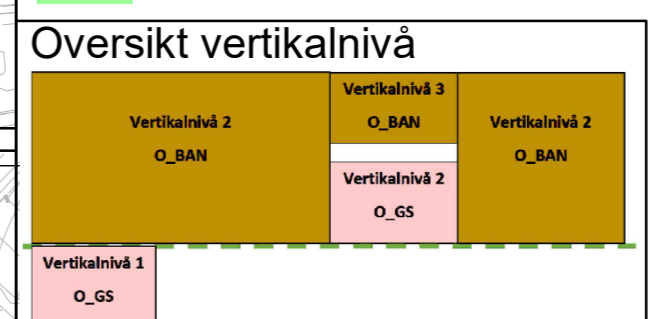 Oversikt vertikalnivå
Vertikalnivå 2
O_BAN
Vertikalnivå 3
O_BAN
Vertikalnivå 2
O_GS
Vertikalnivå 2
O_BAN
Vertikalnivå 1
O_GS